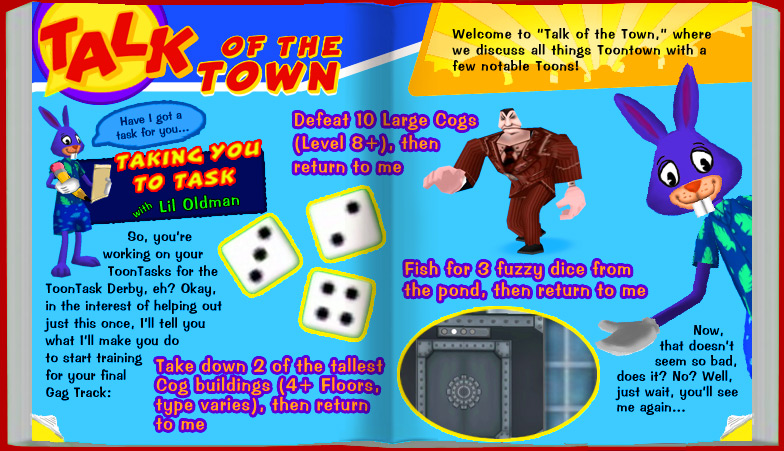 TALK
OF THE
TOWN
Welcome to "Talk of the Town," where
we discuss all things Toontown with a
few notable Toons!
Have I got a
task for you...
TAKING YOU
TO TASK
with Lil Oldman
So, you're
working on your
ToonTasks for the
ToonTask Derby, eh? Okay,
in the interest of helping out
just this once, I'll tell you
what I'll make you do
to start training
for your final
Gag Track:
Defeat 10 Large Cogs
(Level 8+), then
return to me
Take down 2 of the tallest
Cog buildings (4+ Floors,
type varies), then return
to me
Fish for 3 fuzzy dice from
the pond, then return to me
Now,
that doesn't
seem so bad,
does it? No? Well,
just wait, you'll see
me again...